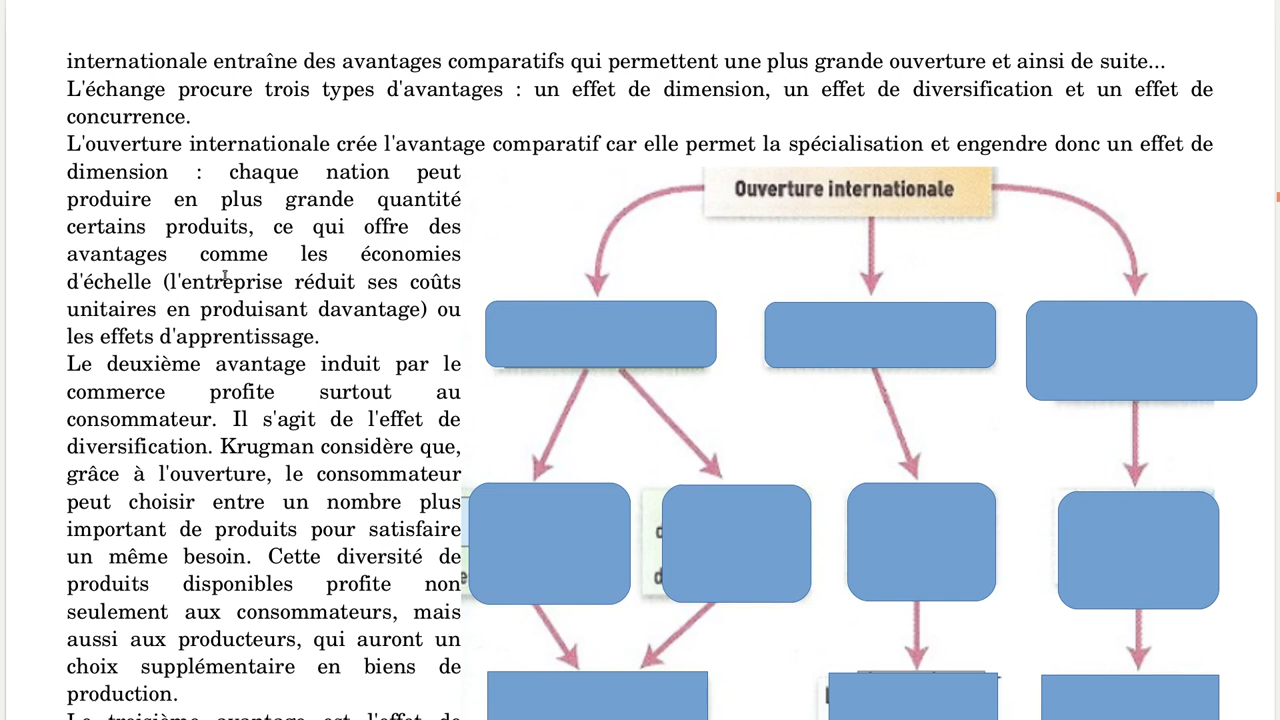 internationale entraîne des avantages comparatifs qui permettent une plus grande ouverture et ainsi de suite...
L'échange procure trois types d'avantages : un effet de dimension, un effet de diversification et un effet de
concurrence.
L'ouverture internationale crée l'avantage comparatif car elle permet la spécialisation et engendre donc un effet de
dimension : chaque nation peut
produire en plus grande quantité
certains produits, ce qui offre des
avantages comme les économies
d'échelle (l'entreprise réduit ses coûts
unitaires en produisant davantage) ou
les effets d'apprentissage.
Le deuxième avantage induit par le
commerce profite surtout au
consommateur. Il s'agit de l'effet de
diversification. Krugman considère que,
grâce à l'ouverture, le consommateur
peut choisir entre un nombre plus
important de produits pour satisfaire
un même besoin. Cette diversité de
produits disponibles profite non
seulement aux consommateurs, mais
aussi aux producteurs, qui auront un
choix supplémentaire en biens de
production.
Le troisième avantage est l'effet de
Ouverture internationale